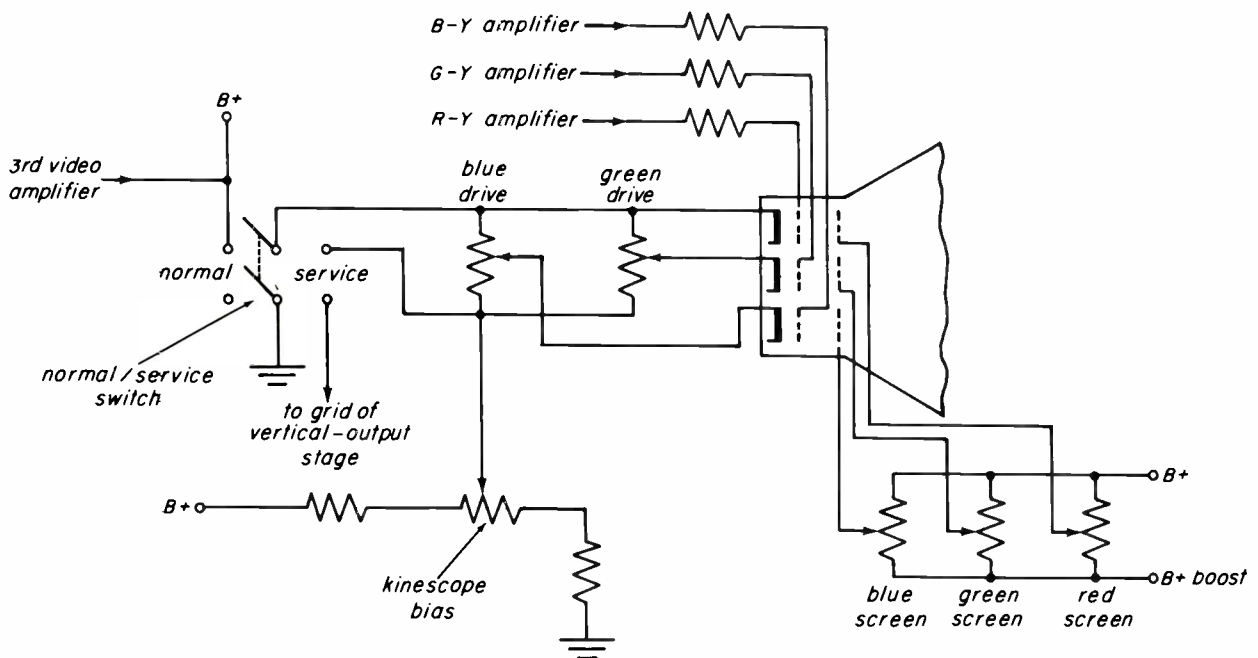 B-Y amplifier
G-Y amplifier
R-Y amplifier
B+
3rd video
amplifier
blue
drive
green
drive
normal
service
normal/service
switch
to grid of
vertical-output
stage
B+
kinescope
bias
B+
B+ boost
blue
screen
green
screen
red
screen